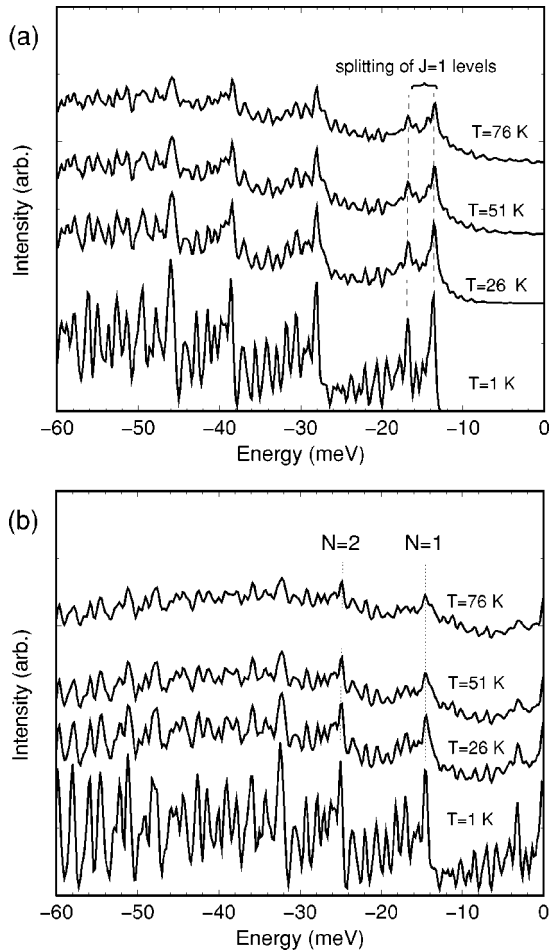 (a)
splitting of J=1 levels
T=76 K
T=51 K
T=26 K
T=1 K
Intensity (arb.)
−60 −50 −40 −30 −20 −10 0
Energy (meV)
(b)
N=2 N=1
T=76 K
T=51 K
T=26 K
T=1 K
Intensity (arb.)
−60 −50 −40 −30 −20 −10 0
Energy (meV)